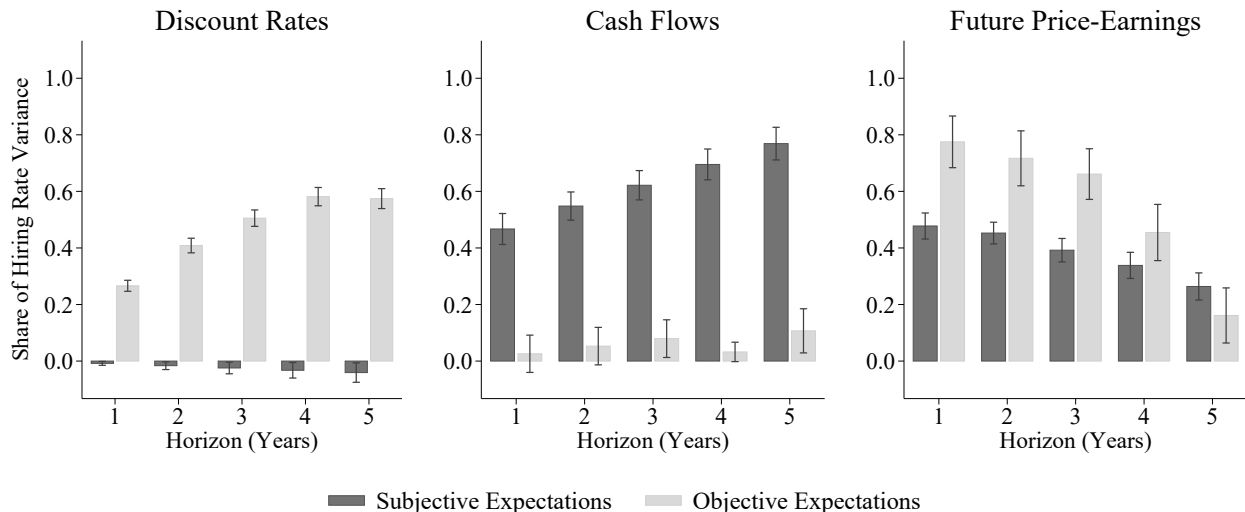 Discount Rates
Cash Flows
Future Price-Earnings
Share of Hiring Rate Variance
1.0
0.8
0.6
0.4
0.2
0.0
1 2 3 4 5
Horizon (Years)
1.0
0.8
0.6
0.4
0.2
0.0
1 2 3 4 5
Horizon (Years)
1.0
0.8
0.6
0.4
0.2
0.0
1 2 3 4 5
Horizon (Years)
Subjective Expectations
Objective Expectations